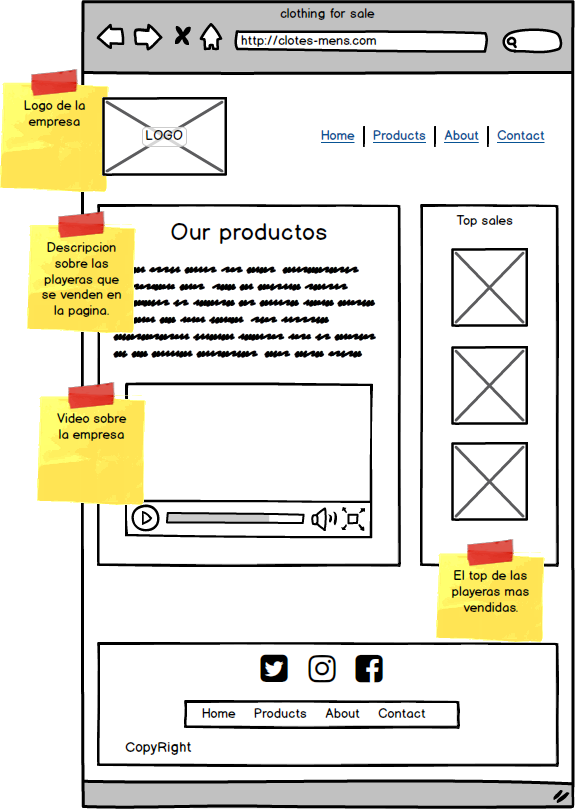 clothing for sale
http://clotes-mens.com
Logo de la
empresa
LOGO
Home
Products
About
Contact
Our productos
Top sales
Descripcion
sobre las
playeras que
se venden en
la pagina.
Video sobre
la empresa
El top de las
playeras mas
vendidas.
Home Products About Contact
CopyRight